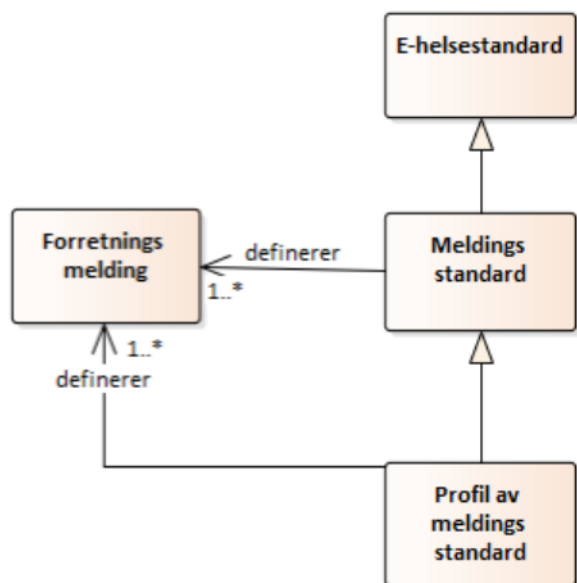 E-helsestandard
Forretnings
melding
definerer
1..*
Meldings
standard
1..*
definerer
Profil av
meldings
standard